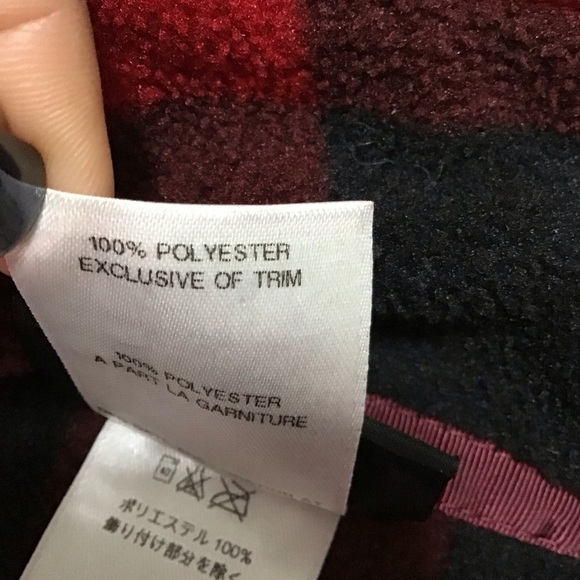 100% POLYESTER
EXCLUSIVE OF TRIM
100% POLYESTER
A PART LA GARNITURE
ポリエステル 100%
飾り付け部分を除く